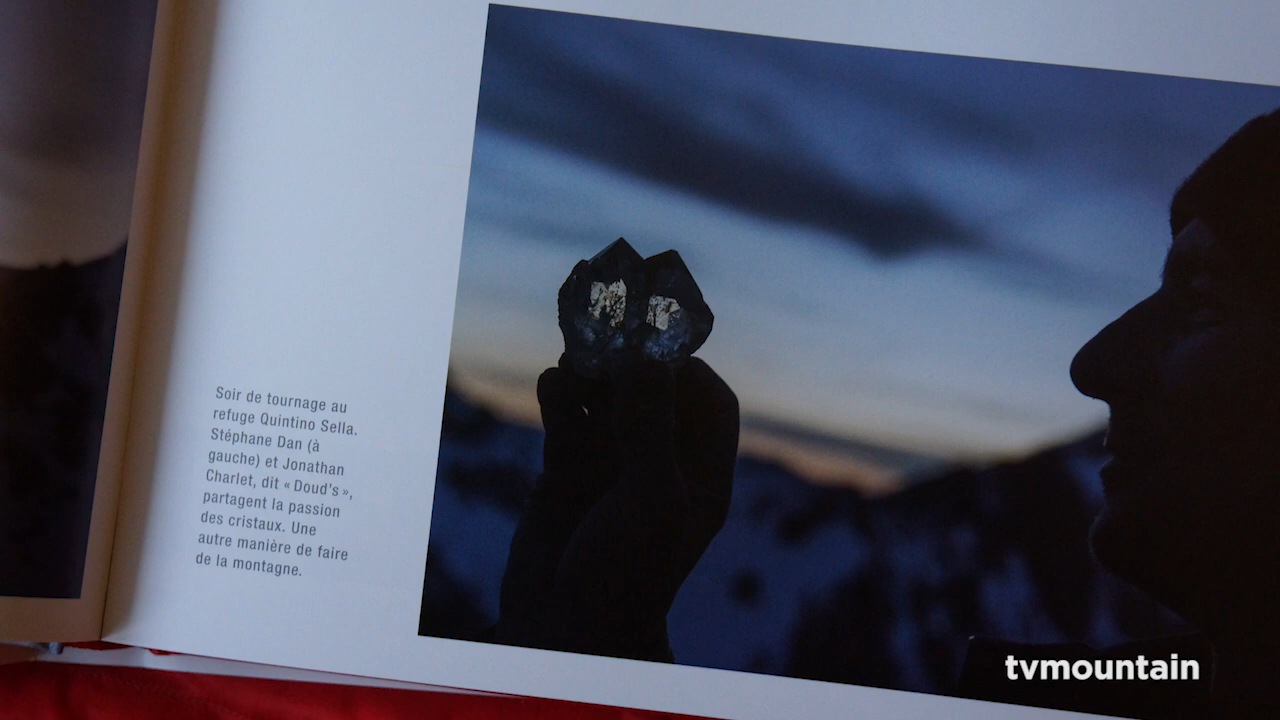 Soir de tournage au
refuge Quintino Sella.
Stéphane Dan (à
gauche) et Jonathan
Charlet, dit « Doud's »,
partagent la passion
des cristaux. Une
autre manière de faire
de la montagne.
tvmountain